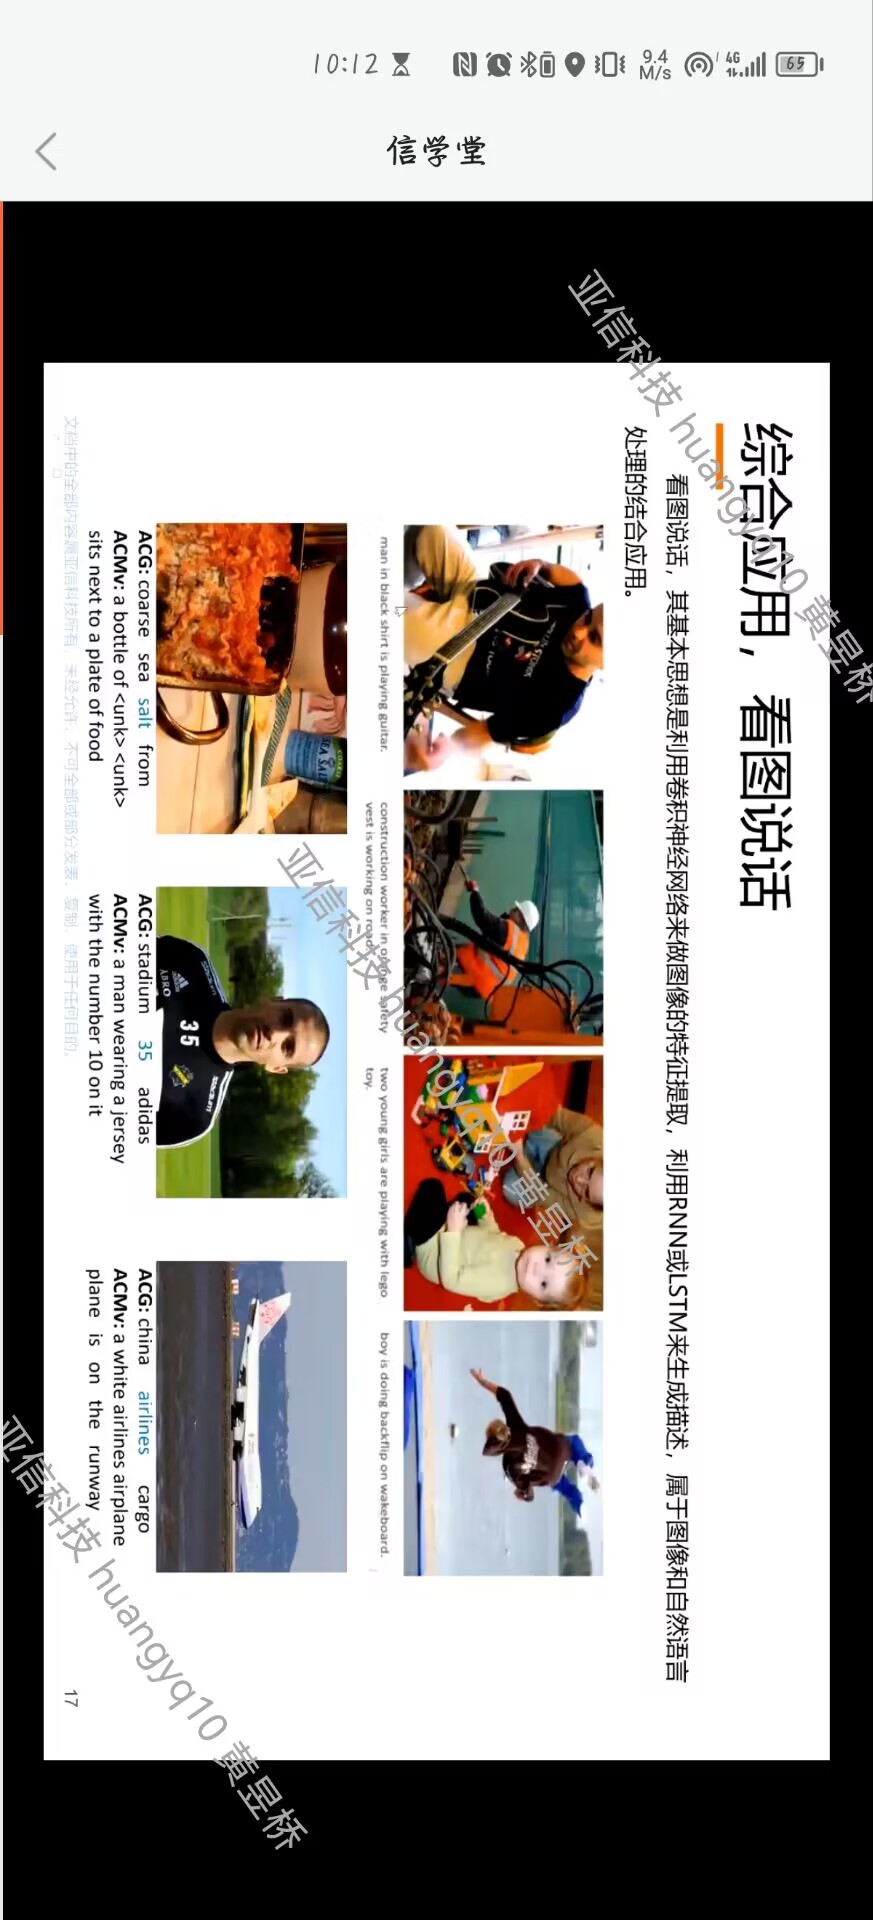 10:12
9.4
M/s
4G
65
信学堂
综合应用，看图说话
看图说话，其基本思想是利用卷积神经网络来做图像的特征提取，利用RNN或LSTM来生成描述，属于图像和自然语言
处理的结合应用。
man in black shirt is playing guitar.
construction worker in orange safety
vest is working on road.
two young girls are playing with lego
toy.
boy is doing backflip on wakeboard.
SEA SALT
35
ABRO
ACG: coarse sea salt from
ACMv: a bottle of <unk> <unk>
sits next to a plate of food
ACG: stadium 35 adidas
ACMv: a man wearing a jersey
with the number 10 on it
ACG: china airlines cargo
ACMv: a white airlines airplane
plane is on the runway
文档中的全部内容属亚信科技所有，未经允许，不可全部或部分发表、复制、使用于任何目的。
17
亚信科技 huangyq10 黄昱桥
亚信科技 huangyq10 黄昱桥
亚信科技 huangyq10 黄昱桥